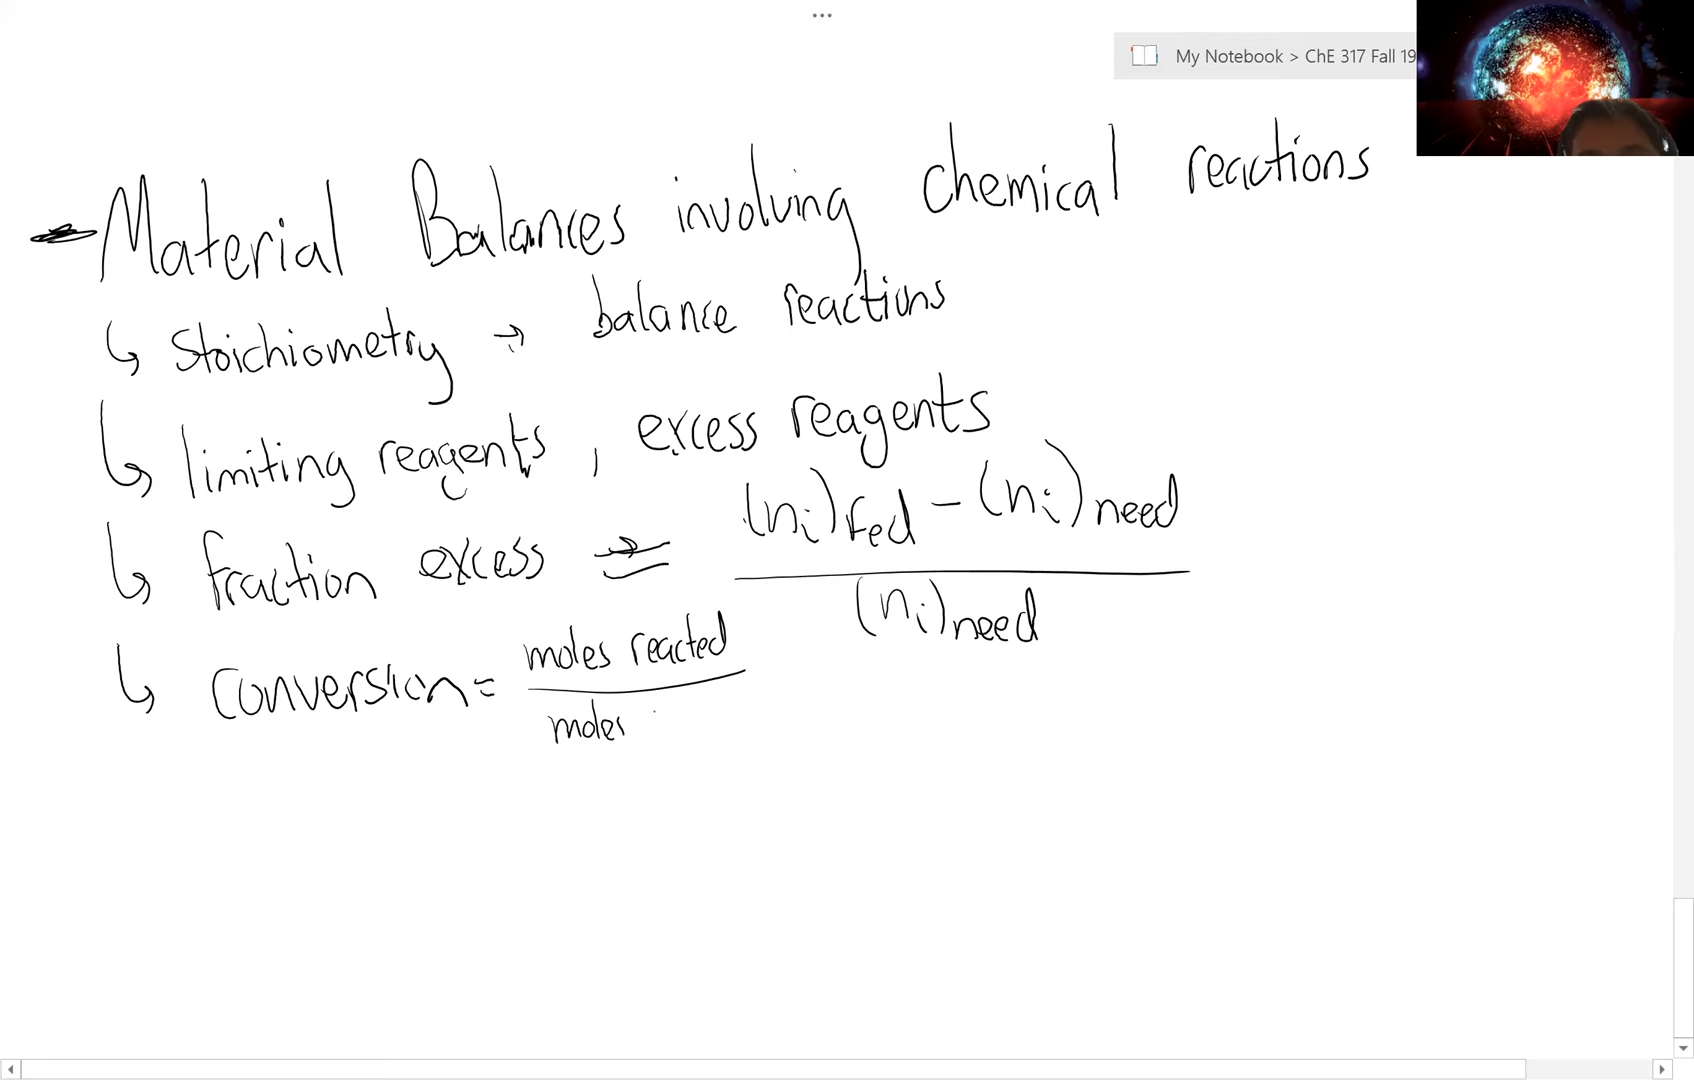 My Notebook > ChE 317 Fall 19
Material Balances involving chemical reactions
↳ Stoichiometry → balance reactions
↳ limiting reagents, excess reagents
↳ fraction excess = (nᵢ)fed − (nᵢ)need
(nᵢ)need
↳ conversion = moles reacted
moles